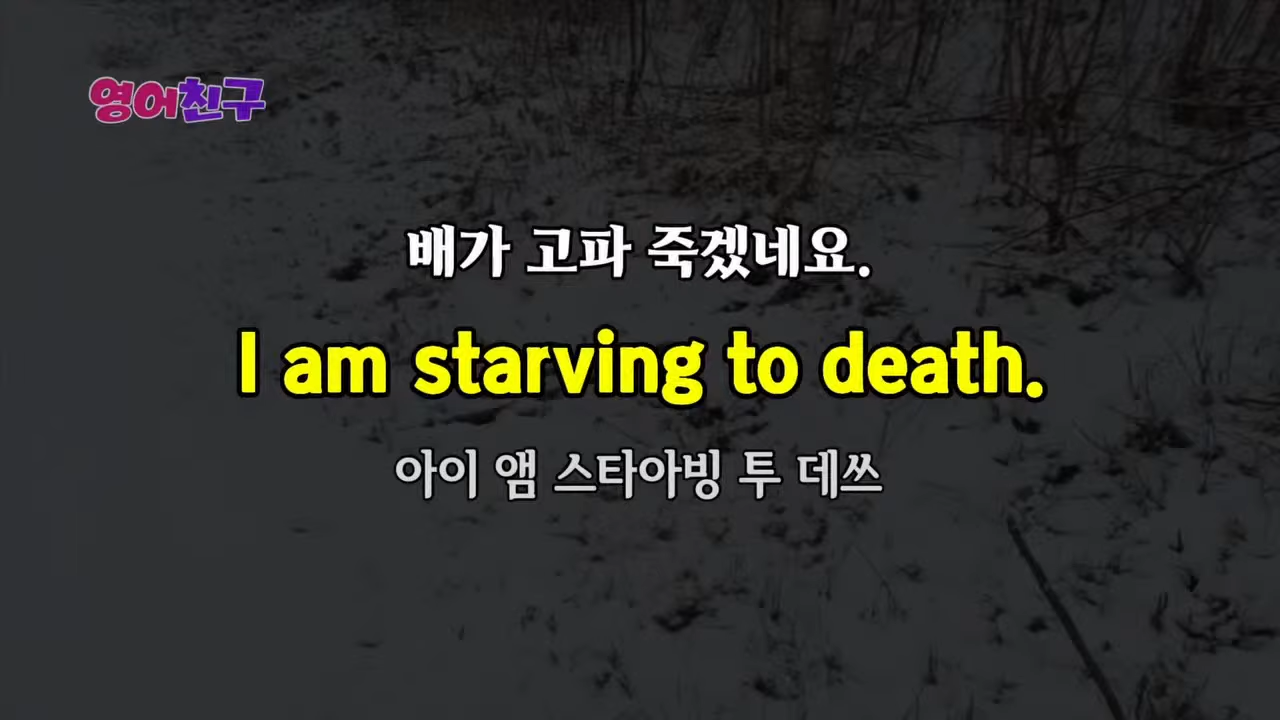 영어친구
배가 고파 죽겠네요.
I am starving to death.
아이 앰 스타아빙 투 데쓰